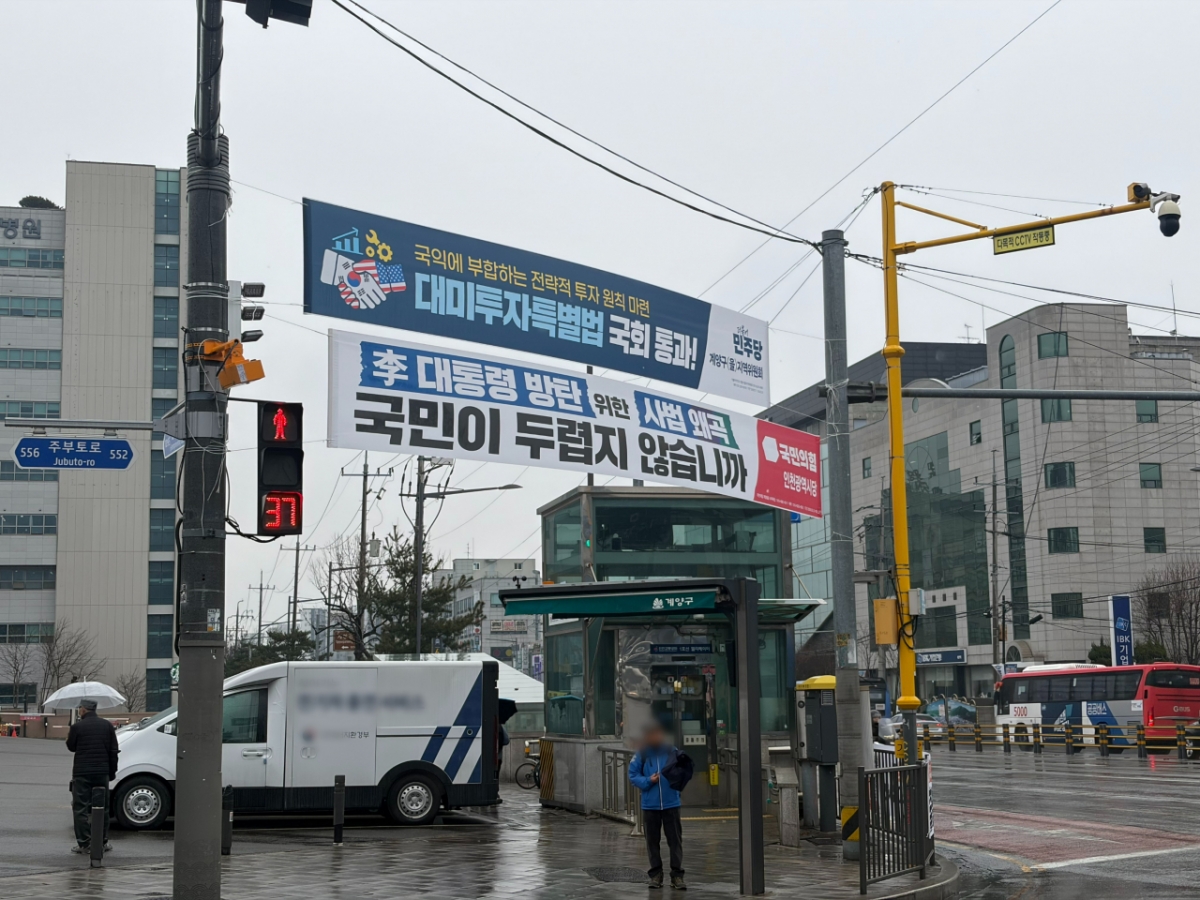 병원
국익에 부합하는 전략적 투자 원칙 마련
대미투자특별법 국회 통과!
더불어
민주당
계양구(을)지역위원회
李 대통령 방탄 위한 사법 왜곡
국민이 두렵지 않습니까
국민의힘
인천광역시당
다목적 CCTV 작동중
556 주부토로 552
Jubuto-ro
37
계양구
IBK기업
5000